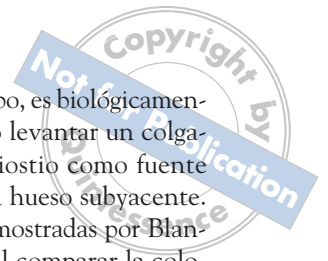 Copyright by
Not for Publication
Quintessence
po, es biológicamen-
levantar un colga-
iostio como fuente
hueso subyacente.
mostradas por Blan-
l comparar la colo-